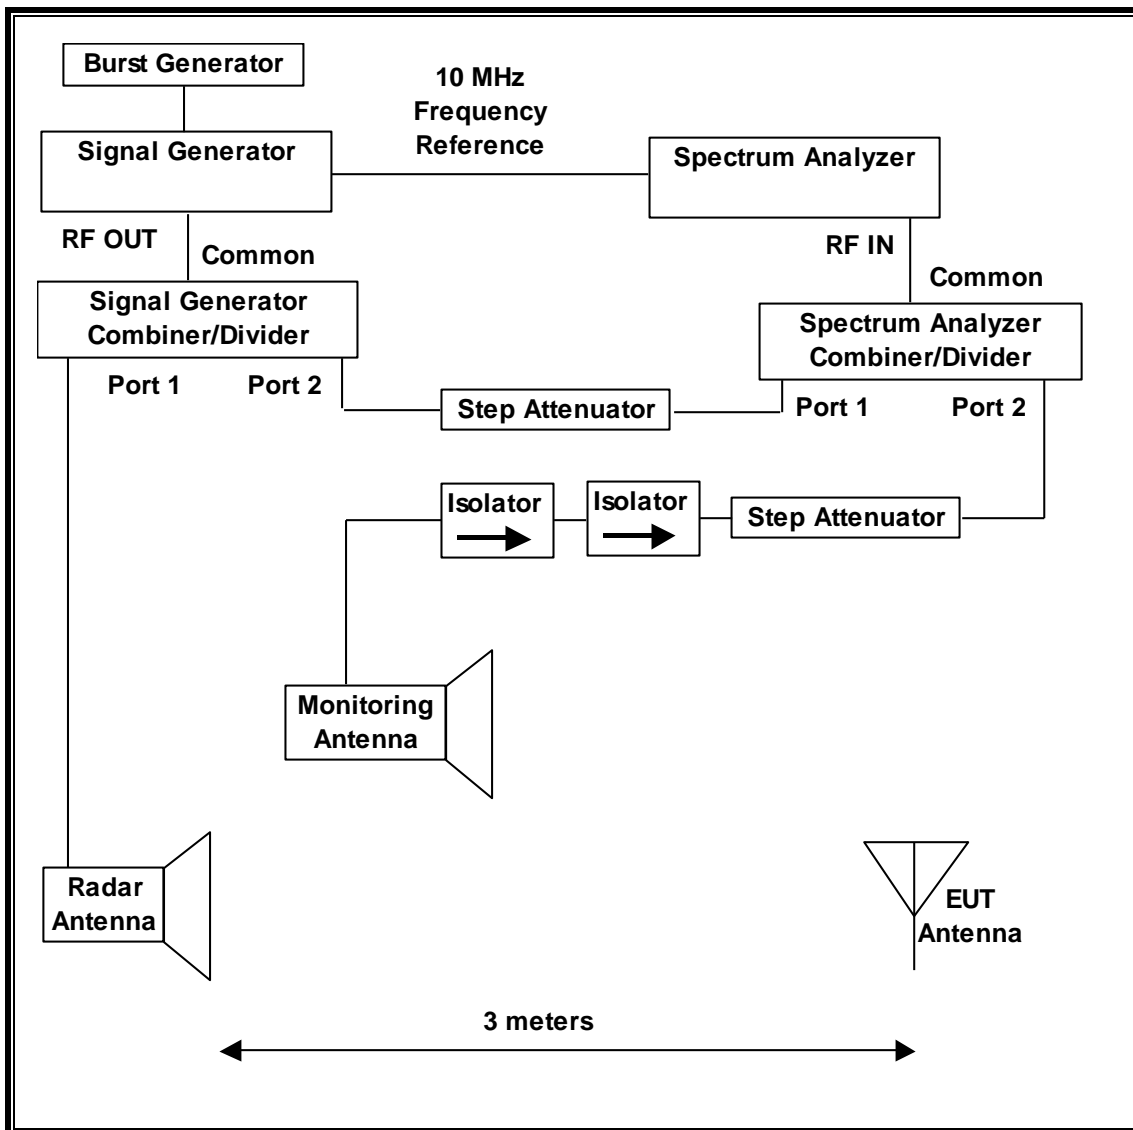 Burst Generator
10 MHz
Frequency
Reference
Signal Generator
Spectrum Analyzer
RF OUT
Common
RF IN
Common
Signal Generator
Combiner/Divider
Spectrum Analyzer
Combiner/Divider
Port 1
Port 2
Step Attenuator
Port 1
Port 2
Isolator
Isolator
Step Attenuator
Monitoring
Antenna
Radar
Antenna
EUT
Antenna
3 meters